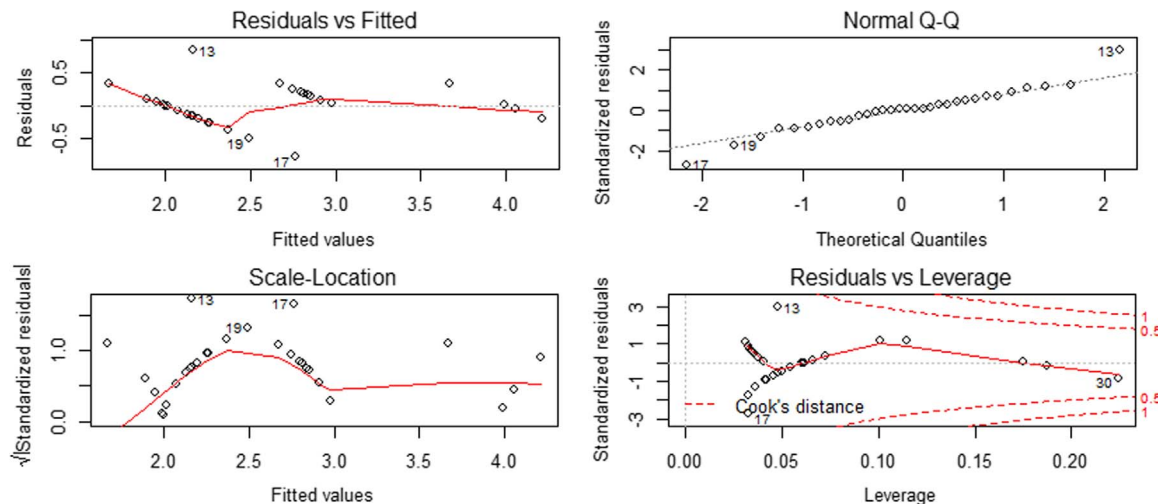 Residuals vs Fitted
Residuals
0.5
-0.5
13
19
17
2.0 2.5 3.0 3.5 4.0
Fitted values
Normal Q-Q
Standardized residuals
2
0
-2
13
19
17
-2 -1 0 1 2
Theoretical Quantiles
Scale-Location
√|Standardized residuals|
1.0
0.0
13
17
19
2.0 2.5 3.0 3.5 4.0
Fitted values
Residuals vs Leverage
Standardized residuals
3
1
-1
-3
13
1
0.5
30
0.5
1
Cook's distance
17
0.00 0.05 0.10 0.15 0.20
Leverage